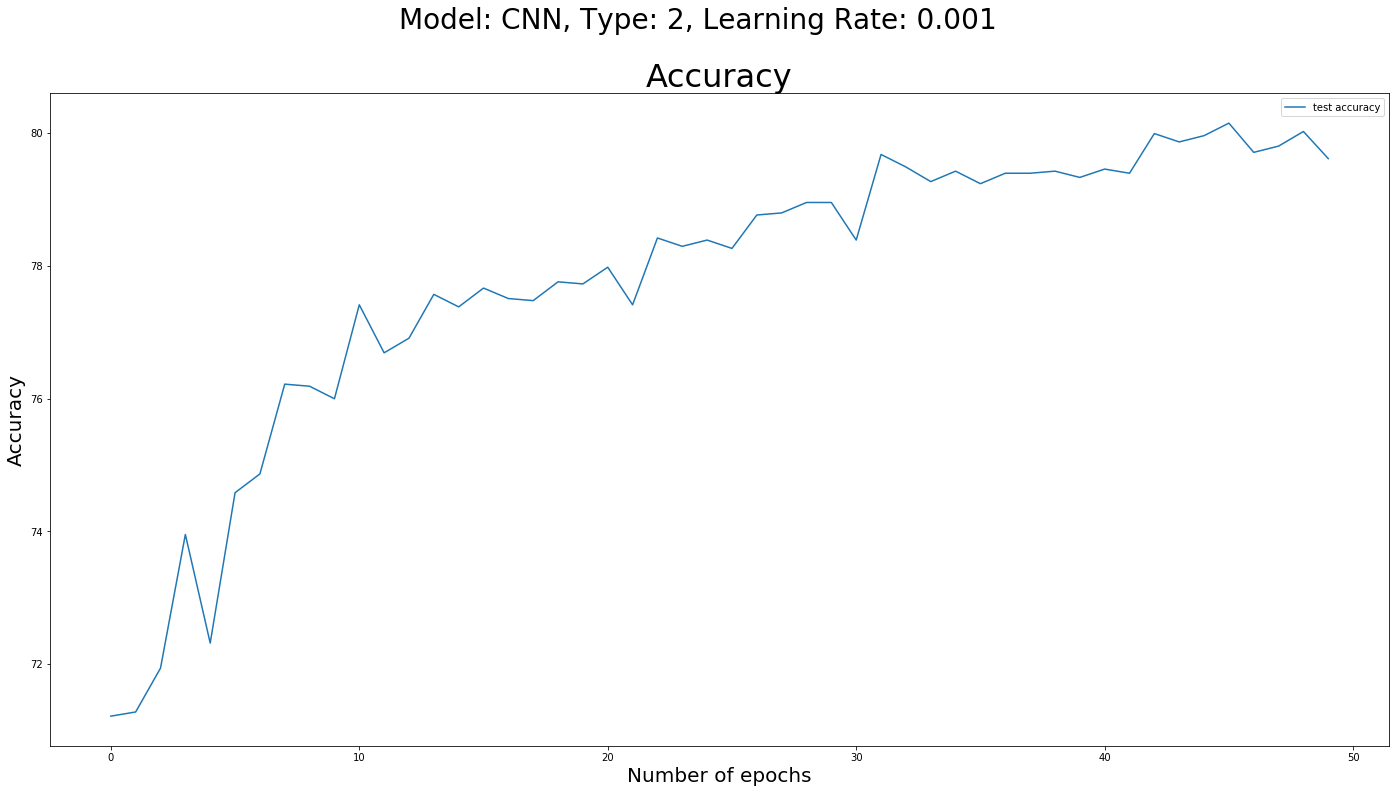 Model: CNN, Type: 2, Learning Rate: 0.001
Accuracy
test accuracy
80
78
76
74
72
Accuracy
0 10 20 30 40 50
Number of epochs